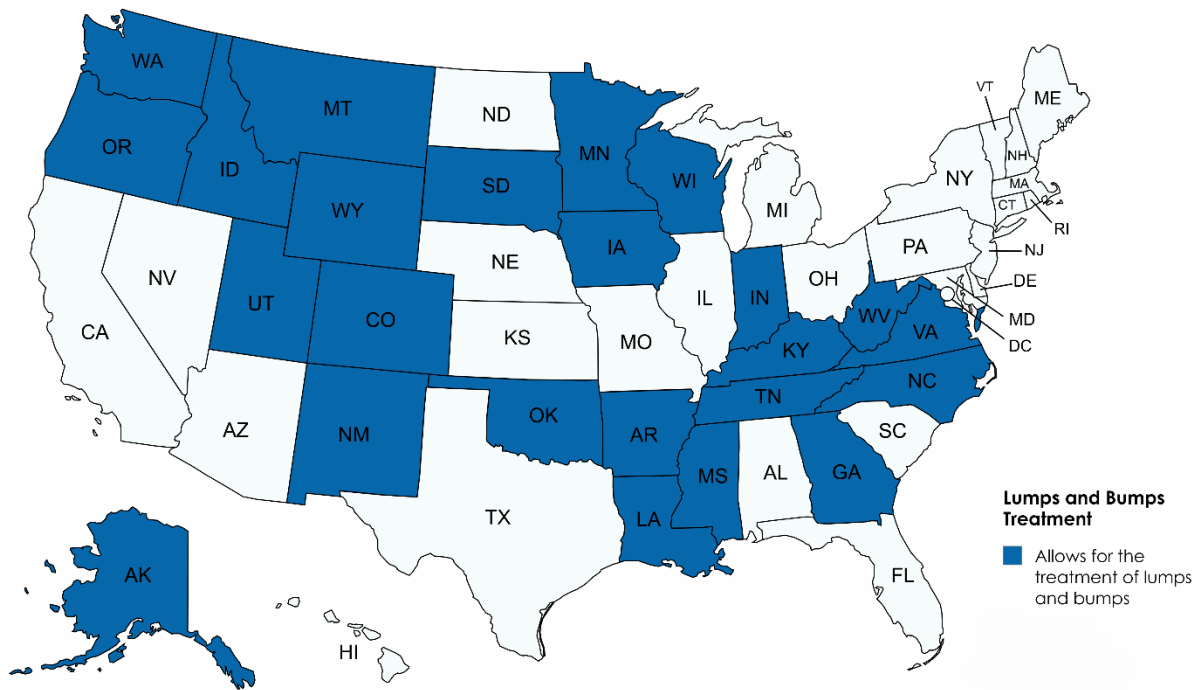 WA
MT
ND
MN
OR
ID
SD
WI
WY
MI
NY
VT
ME
NH
MA
CT
RI
NV
NE
IA
PA
NJ
CA
UT
CO
KS
MO
IL
IN
OH
DE
WV
VA
MD
DC
KY
AZ
NM
OK
AR
TN
NC
SC
TX
LA
MS
AL
GA
FL
AK
HI
Lumps and Bumps
Treatment
Allows for the
treatment of lumps
and bumps